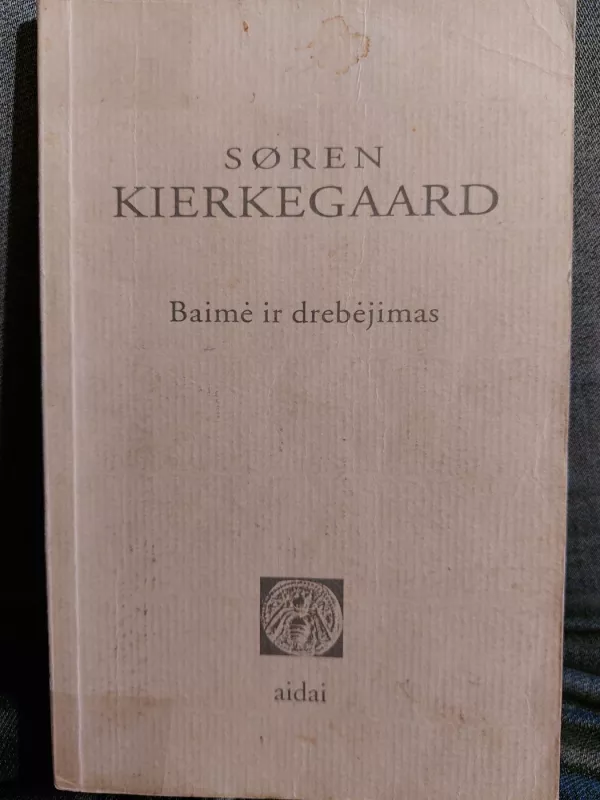 SØREN
KIERKEGAARD
Baimė ir drebėjimas
aidai